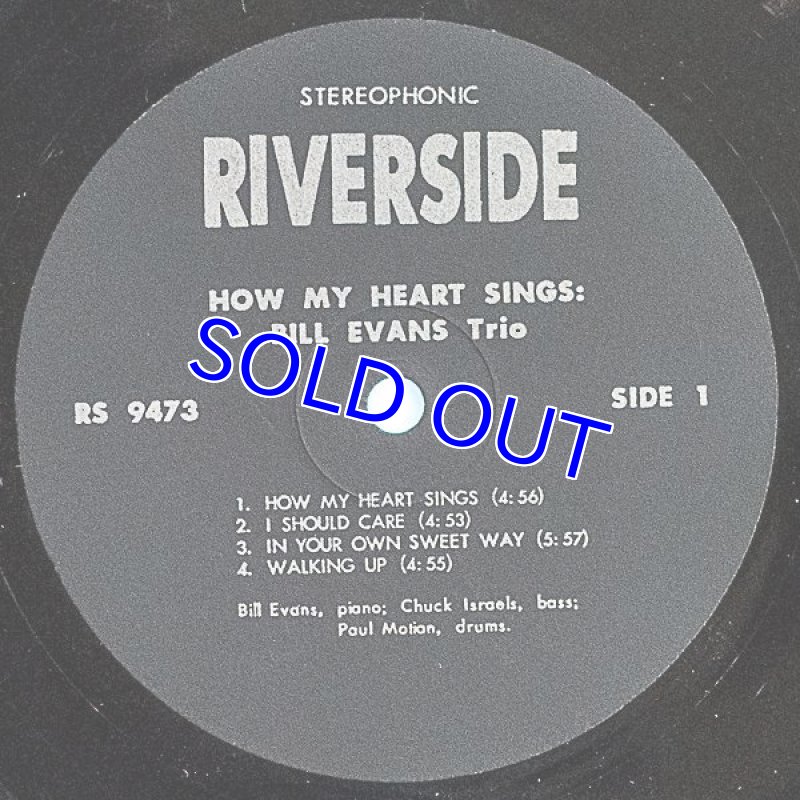 STEREOPHONIC
RIVERSIDE
HOW MY HEART SINGS:
BILL EVANS Trio
SOLD OUT
RS 9473
SIDE 1
1. HOW MY HEART SINGS (4:56)
2. I SHOULD CARE (4:53)
3. IN YOUR OWN SWEET WAY (5:57)
4. WALKING UP (4:55)
Bill Evans, piano; Chuck Israels, bass;
Paul Motian, drums.